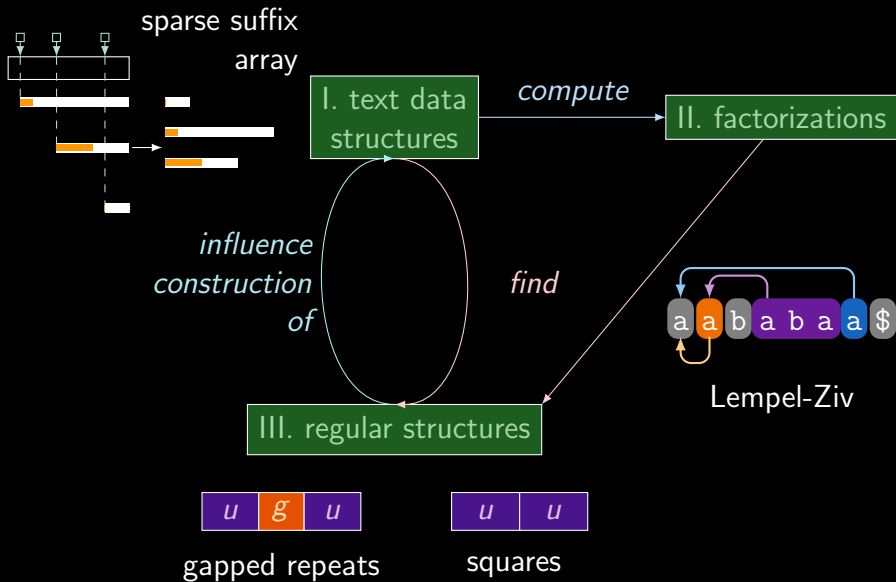 sparse suffix
array
I. text data
structures
compute
II. factorizations
influence
construction
of
find
a a b a b a a $
Lempel-Ziv
III. regular structures
u g u
u u
gapped repeats
squares